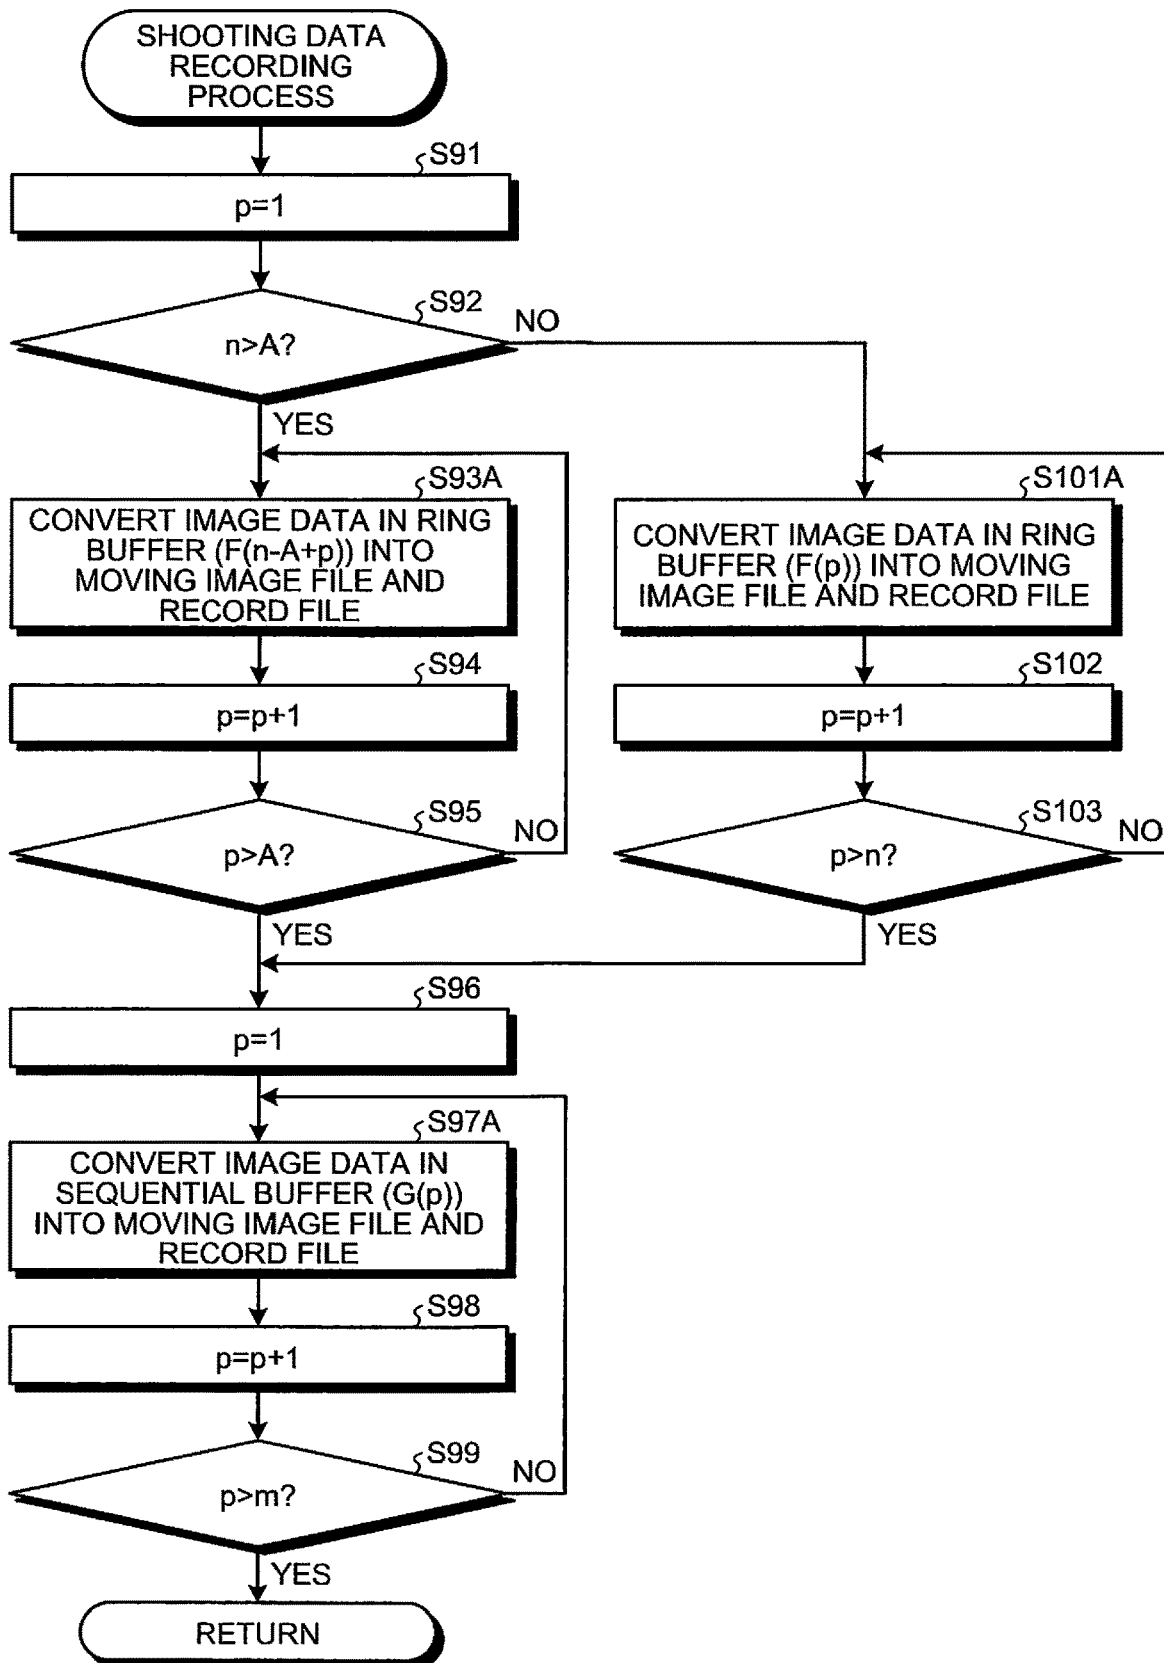 SHOOTING DATA
RECORDING
PROCESS
S91
p=1
S92
n>A?
NO
YES
S93A
CONVERT IMAGE DATA IN RING
BUFFER (F(n-A+p)) INTO
MOVING IMAGE FILE AND
RECORD FILE
S94
p=p+1
S95
p>A?
NO
YES
S101A
CONVERT IMAGE DATA IN RING
BUFFER (F(p)) INTO MOVING
IMAGE FILE AND RECORD FILE
S102
p=p+1
S103
p>n?
NO
YES
S96
p=1
S97A
CONVERT IMAGE DATA IN
SEQUENTIAL BUFFER (G(p))
INTO MOVING IMAGE FILE AND
RECORD FILE
S98
p=p+1
S99
p>m?
NO
YES
RETURN